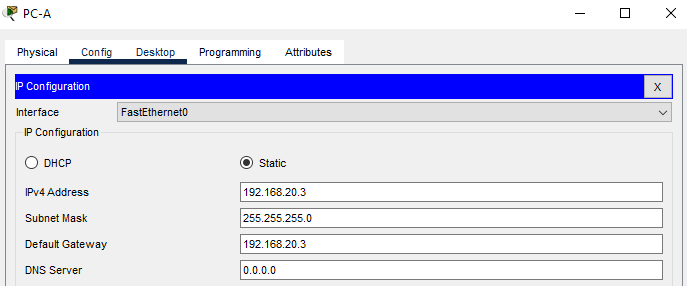 PC-A
Physical Config Desktop Programming Attributes
IP Configuration X
Interface FastEthernet0
IP Configuration
DHCP Static
IPv4 Address 192.168.20.3
Subnet Mask 255.255.255.0
Default Gateway 192.168.20.3
DNS Server 0.0.0.0